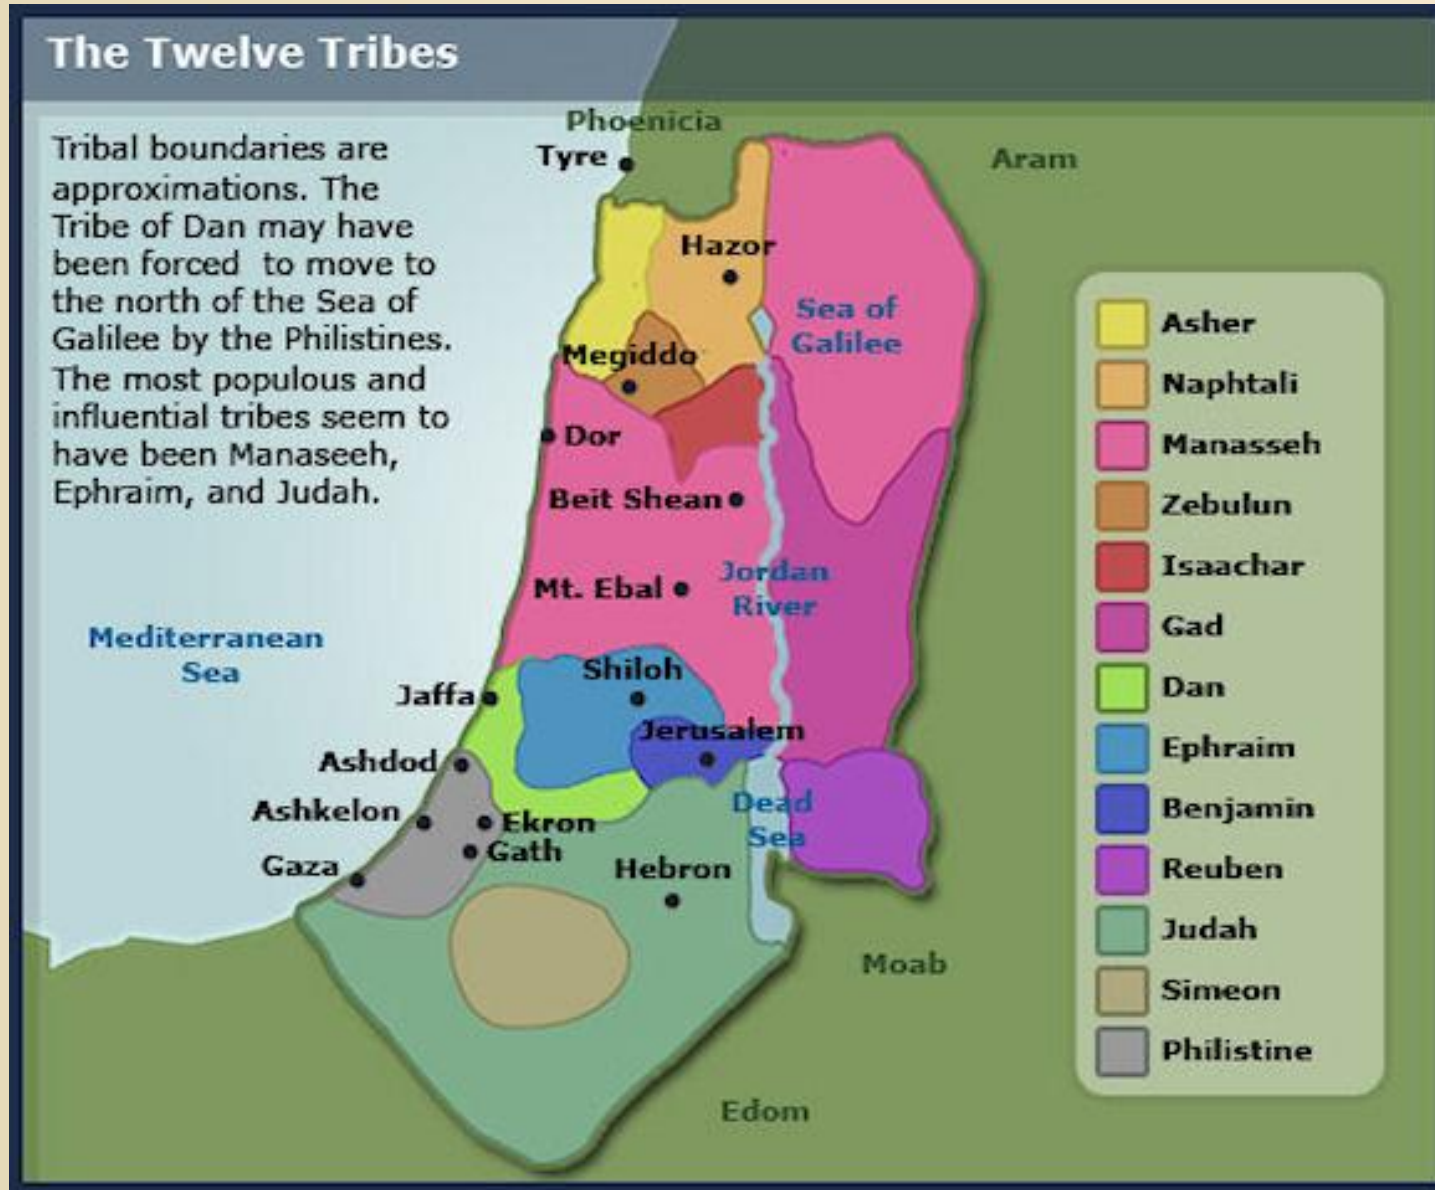 The Twelve Tribes
Tribal boundaries are
approximations. The
Tribe of Dan may have
been forced to move to
the north of the Sea of
Galilee by the Philistines.
The most populous and
influential tribes seem to
have been Manaseeh,
Ephraim, and Judah.
Phoenicia
Tyre
Aram
Hazor
Sea of
Galilee
Megiddo
Dor
Beit Shean
Mt. Ebal
Jordan
River
Mediterranean
Sea
Shiloh
Jaffa
Jerusalem
Ashdod
Ashkelon
Ekron
Gath
Gaza
Dead
Sea
Hebron
Moab
Edom
Asher
Naphtali
Manasseh
Zebulun
Isaachar
Gad
Dan
Ephraim
Benjamin
Reuben
Judah
Simeon
Philistine